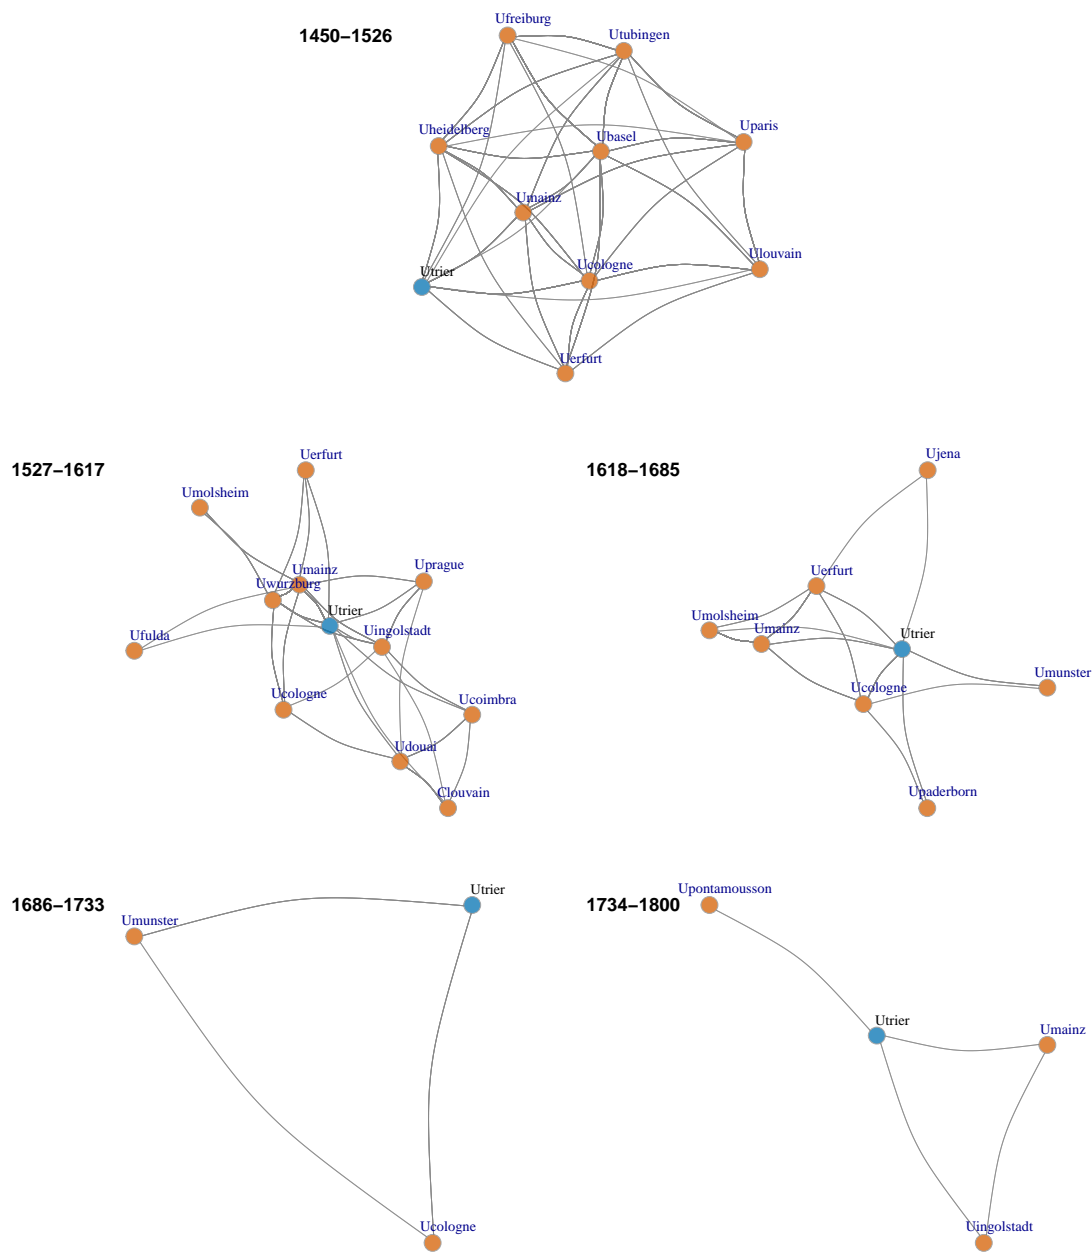 1450–1526
Ufreiburg
Utubingen
Uheidelberg
Ubasel
Uparis
Umainz
Utrier
Ucologne
Ulouvain
Uerfurt
1527–1617
Uerfurt
Umolsheim
Umainz
Uwurzburg
Uprague
Utrier
Ufulda
Uingolstadt
Ucologne
Ucoimbra
Udouai
Clouvain
1618–1685
Ujena
Uerfurt
Umolsheim
Umainz
Utrier
Umunster
Ucologne
Upaderborn
1686–1733
Utrier
Umunster
Ucologne
1734–1800
Upontamousson
Utrier
Umainz
Uingolstadt